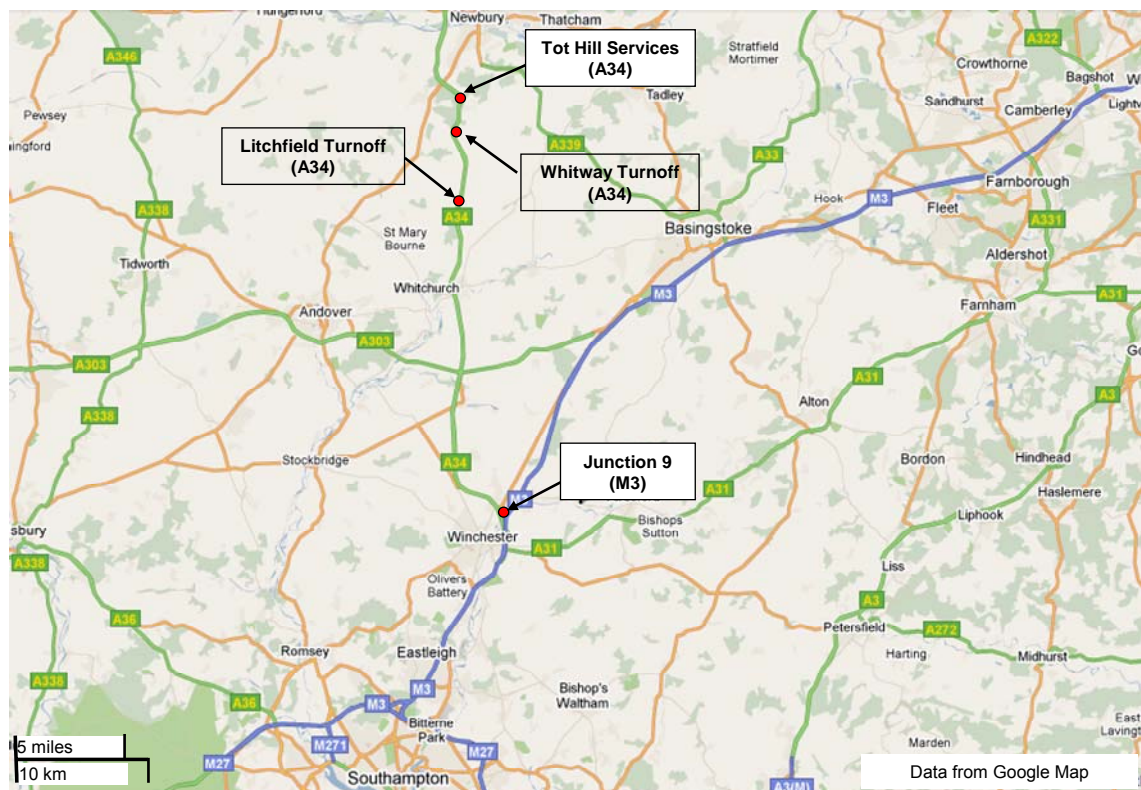 Hungerford
Newbury
Thatcham
Tot Hill Services
(A34)
Stratfield
Mortimer
A322
Crowthorne
Bagshot
A346
Tadley
Sandhurst
Camberley
Pewsey
Litchfield Turnoff
(A34)
A339
A33
Whitway Turnoff
(A34)
Farnborough
Hook
M3
Fleet
A338
A34
A331
St Mary
Bourne
Basingstoke
Aldershot
Tidworth
Whitchurch
M3
Farnham
A31
Andover
A303
A303
A31
A3
A338
Alton
Stockbridge
A34
Junction 9
(M3)
Bordon
Hindhead
Haslemere
A31
Liphook
Bishops
Sutton
Winchester
A31
A338
Liss
Olivers
Battery
A36
A3
Petersfield
A272
Romsey
Eastleigh
Harting
Midhurst
A338
M3
Bishop's
Waltham
A36
M3
Bitterne
Park
M27
M271
M27
Marden
5 miles
10 km
Southampton
A3(M)
Data from Google Map